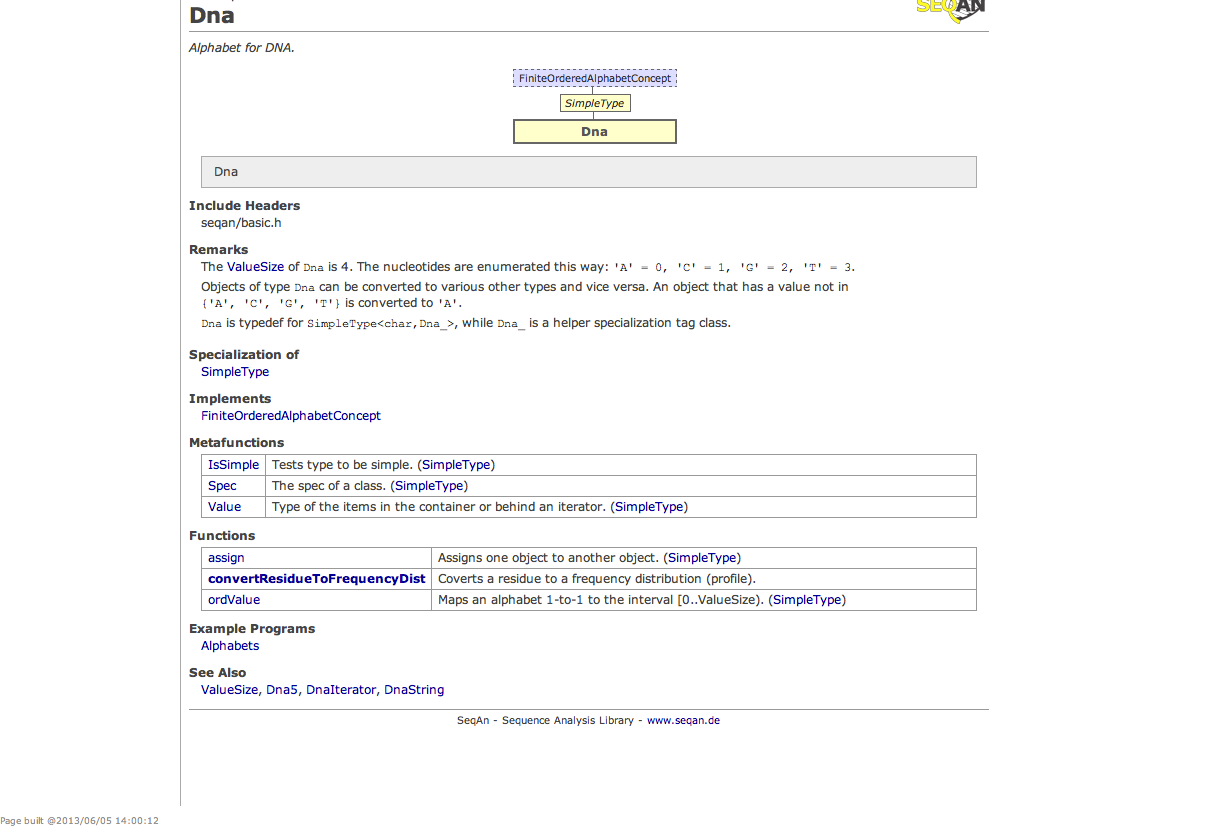 Dna
SEQAN
Alphabet for DNA.
FiniteOrderedAlphabetConcept
SimpleType
Dna
Dna
Include Headers
seqan/basic.h
Remarks
The ValueSize of Dna is 4. The nucleotides are enumerated this way: 'A' = 0, 'C' = 1, 'G' = 2, 'T' = 3.
Objects of type Dna can be converted to various other types and vice versa. An object that has a value not in
{'A', 'C', 'G', 'T'} is converted to 'A'.
Dna is typedef for SimpleType<char,Dna_>, while Dna_ is a helper specialization tag class.
Specialization of
SimpleType
Implements
FiniteOrderedAlphabetConcept
Metafunctions
IsSimple Tests type to be simple. (SimpleType)
Spec The spec of a class. (SimpleType)
Value Type of the items in the container or behind an iterator. (SimpleType)
Functions
assign Assigns one object to another object. (SimpleType)
convertResidueToFrequencyDist Coverts a residue to a frequency distribution (profile).
ordValue Maps an alphabet 1-to-1 to the interval [0..ValueSize). (SimpleType)
Example Programs
Alphabets
See Also
ValueSize, Dna5, DnaIterator, DnaString
SeqAn - Sequence Analysis Library - www.seqan.de
Page built @2013/06/05 14:00:12